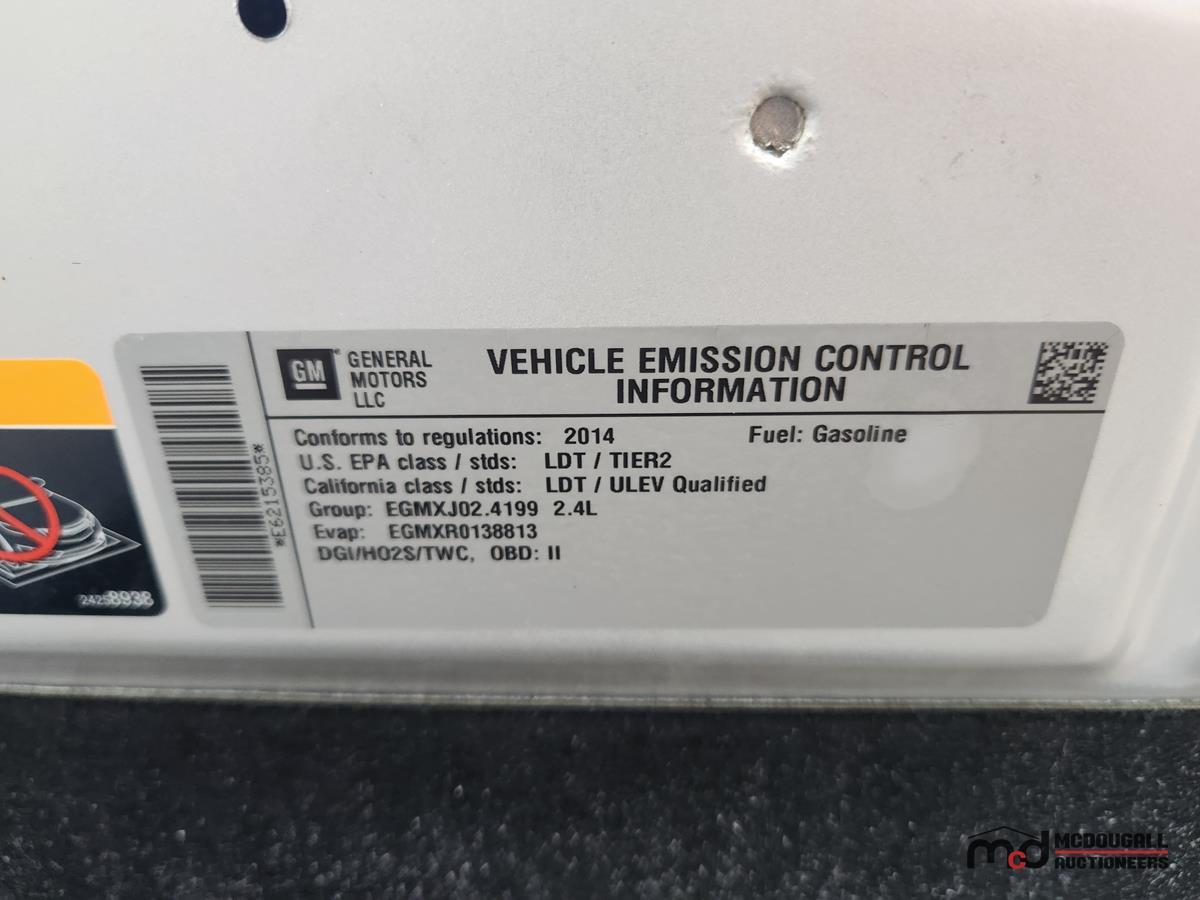 GM
GENERAL
MOTORS
LLC
VEHICLE EMISSION CONTROL
INFORMATION
Conforms to regulations: 2014 Fuel: Gasoline
U.S. EPA class / stds: LDT / TIER2
California class / stds: LDT / ULEV Qualified
Group: EGMXJ02.4199 2.4L
Evap: EGMXR0138813
DGI/HO2S/TWC, OBD: II
*E6215385*
24258938
mcd MCDOUGALL
AUCTIONEERS